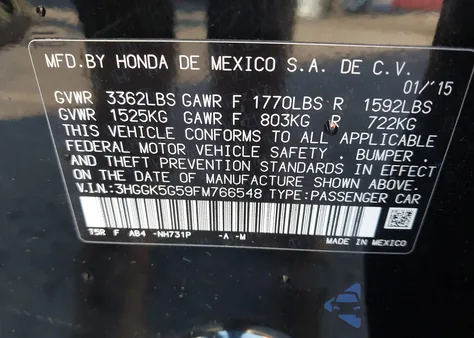 MFD.BY HONDA DE MEXICO S.A. DE C.V.
01/'15
GVWR 3362LBS GAWR F 1770LBS R 1592LBS
GVWR 1525KG GAWR F 803KG R 722KG
THIS VEHICLE CONFORMS TO ALL APPLICABLE
FEDERAL MOTOR VEHICLE SAFETY . BUMPER .
AND THEFT PREVENTION STANDARDS IN EFFECT
ON THE DATE OF MANUFACTURE SHOWN ABOVE.
V.I.N:3HGGK5G59FM766548 TYPE:PASSENGER CAR
T5R F AB4 -NH731P -A -M
MADE IN MEXICO